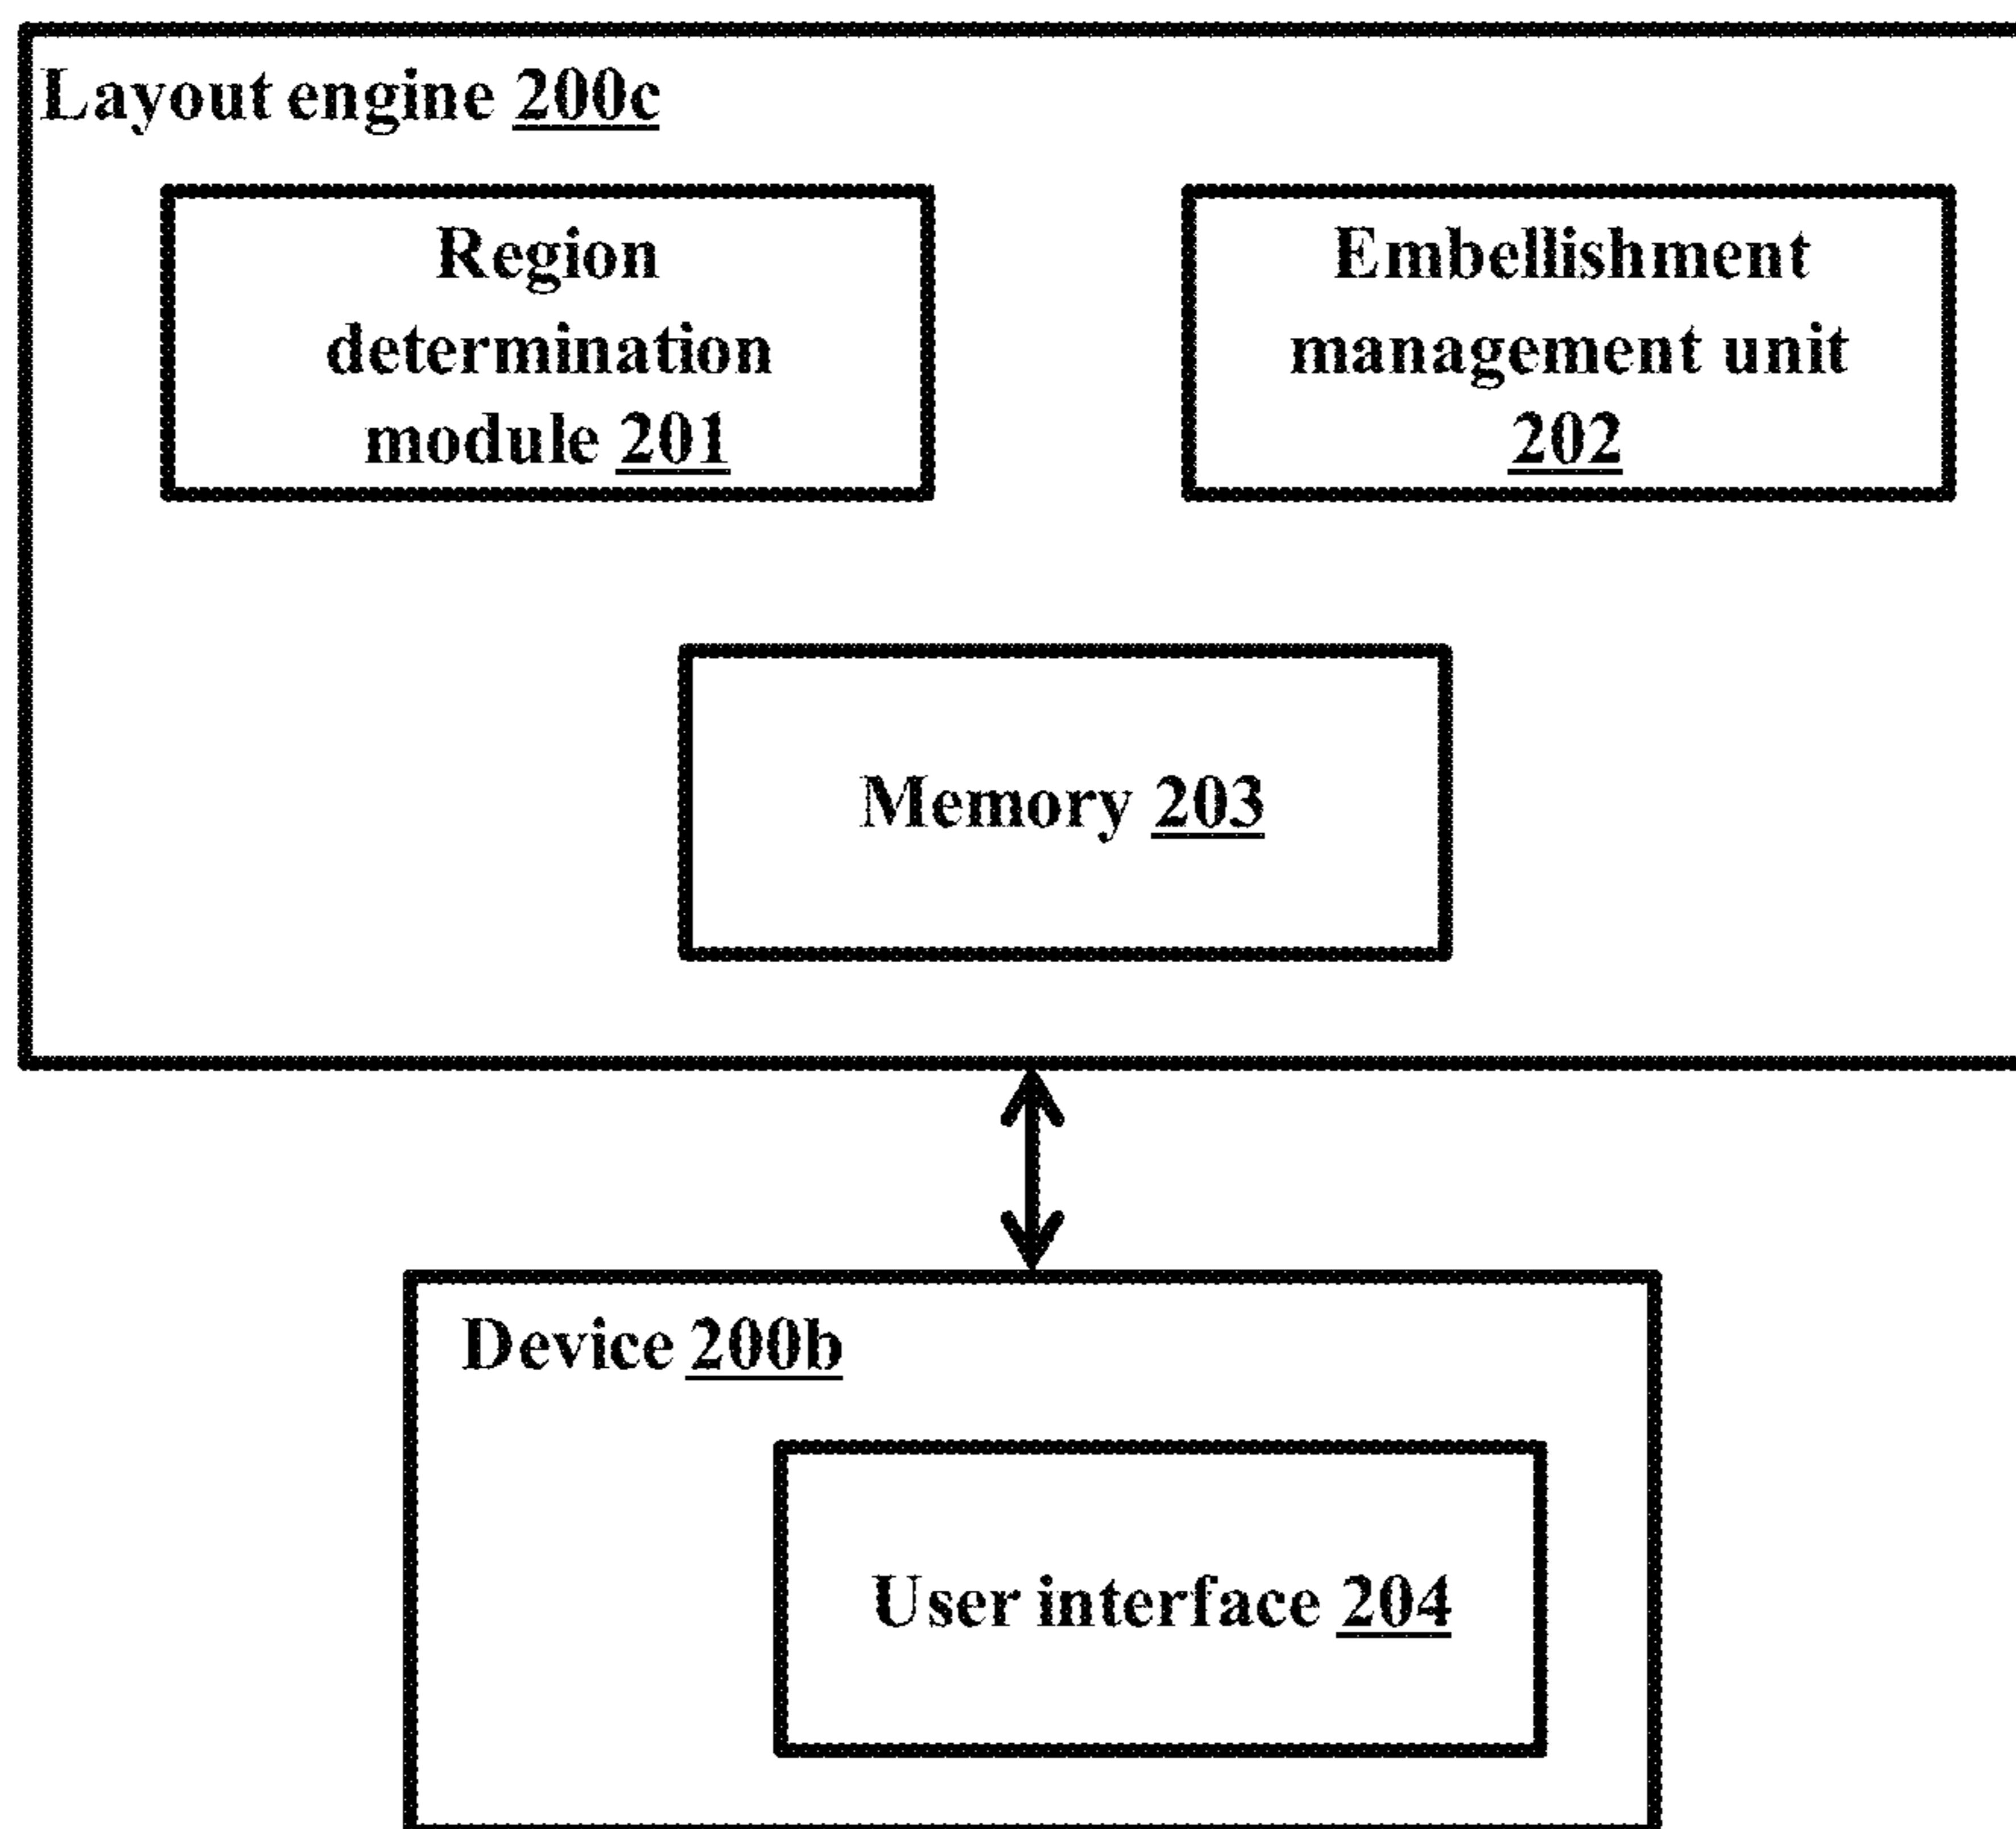 Layout engine 200c
Region
determination
module 201
Embellishment
management unit
202
Memory 203
Device 200b
User interface 204